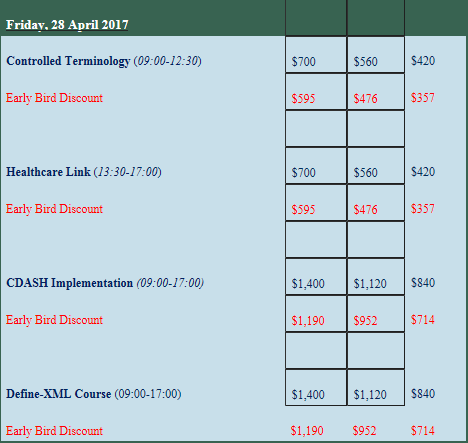 Friday, 28 April 2017
Controlled Terminology (09:00-12:30) $700 $560 $420
Early Bird Discount $595 $476 $357
Healthcare Link (13:30-17:00) $700 $560 $420
Early Bird Discount $595 $476 $357
CDASH Implementation (09:00-17:00) $1,400 $1,120 $840
Early Bird Discount $1,190 $952 $714
Define-XML Course (09:00-17:00) $1,400 $1,120 $840
Early Bird Discount $1,190 $952 $714